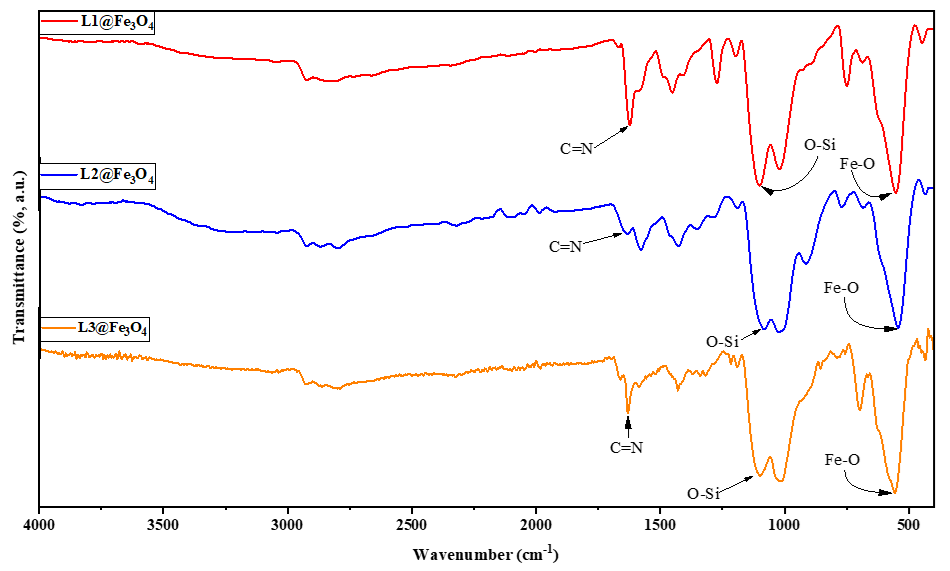 L1@Fe₃O₄
C=N
O-Si
Fe-O
L2@Fe₃O₄
C=N
Fe-O
O-Si
L3@Fe₃O₄
C=N
Fe-O
O-Si
Transmittance (%, a.u.)
4000 3500 3000 2500 2000 1500 1000 500
Wavenumber (cm⁻¹)